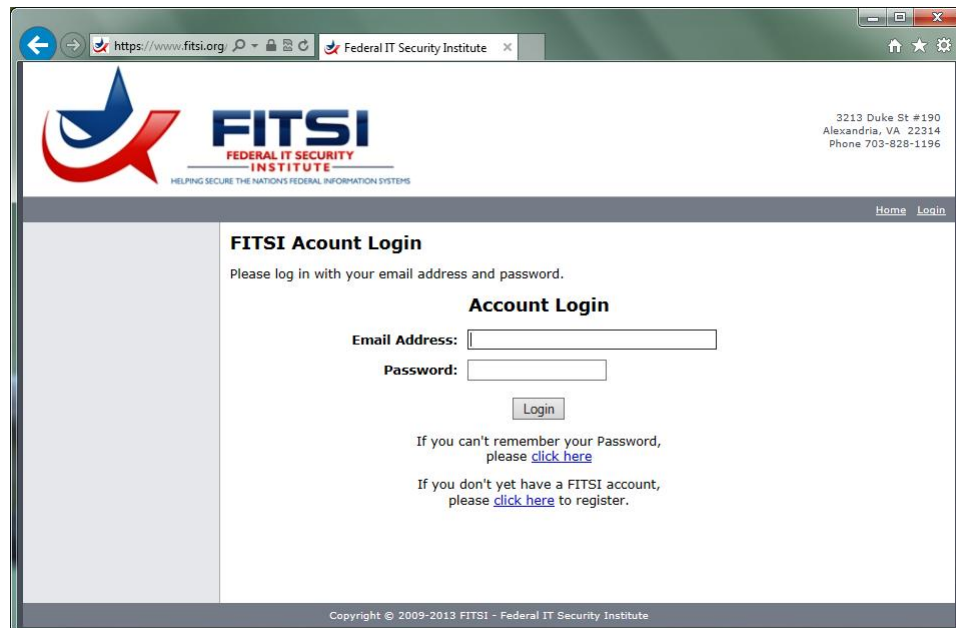 https://www.fitsi.org/
Federal IT Security Institute
FITSI
FEDERAL IT SECURITY
INSTITUTE
HELPING SECURE THE NATION'S FEDERAL INFORMATION SYSTEMS
3213 Duke St #190
Alexandria, VA 22314
Phone 703-828-1196
Home Login
FITSI Acount Login
Please log in with your email address and password.
Account Login
Email Address:
Password:
Login
If you can't remember your Password,
please click here
If you don't yet have a FITSI account,
please click here to register.
Copyright © 2009-2013 FITSI - Federal IT Security Institute